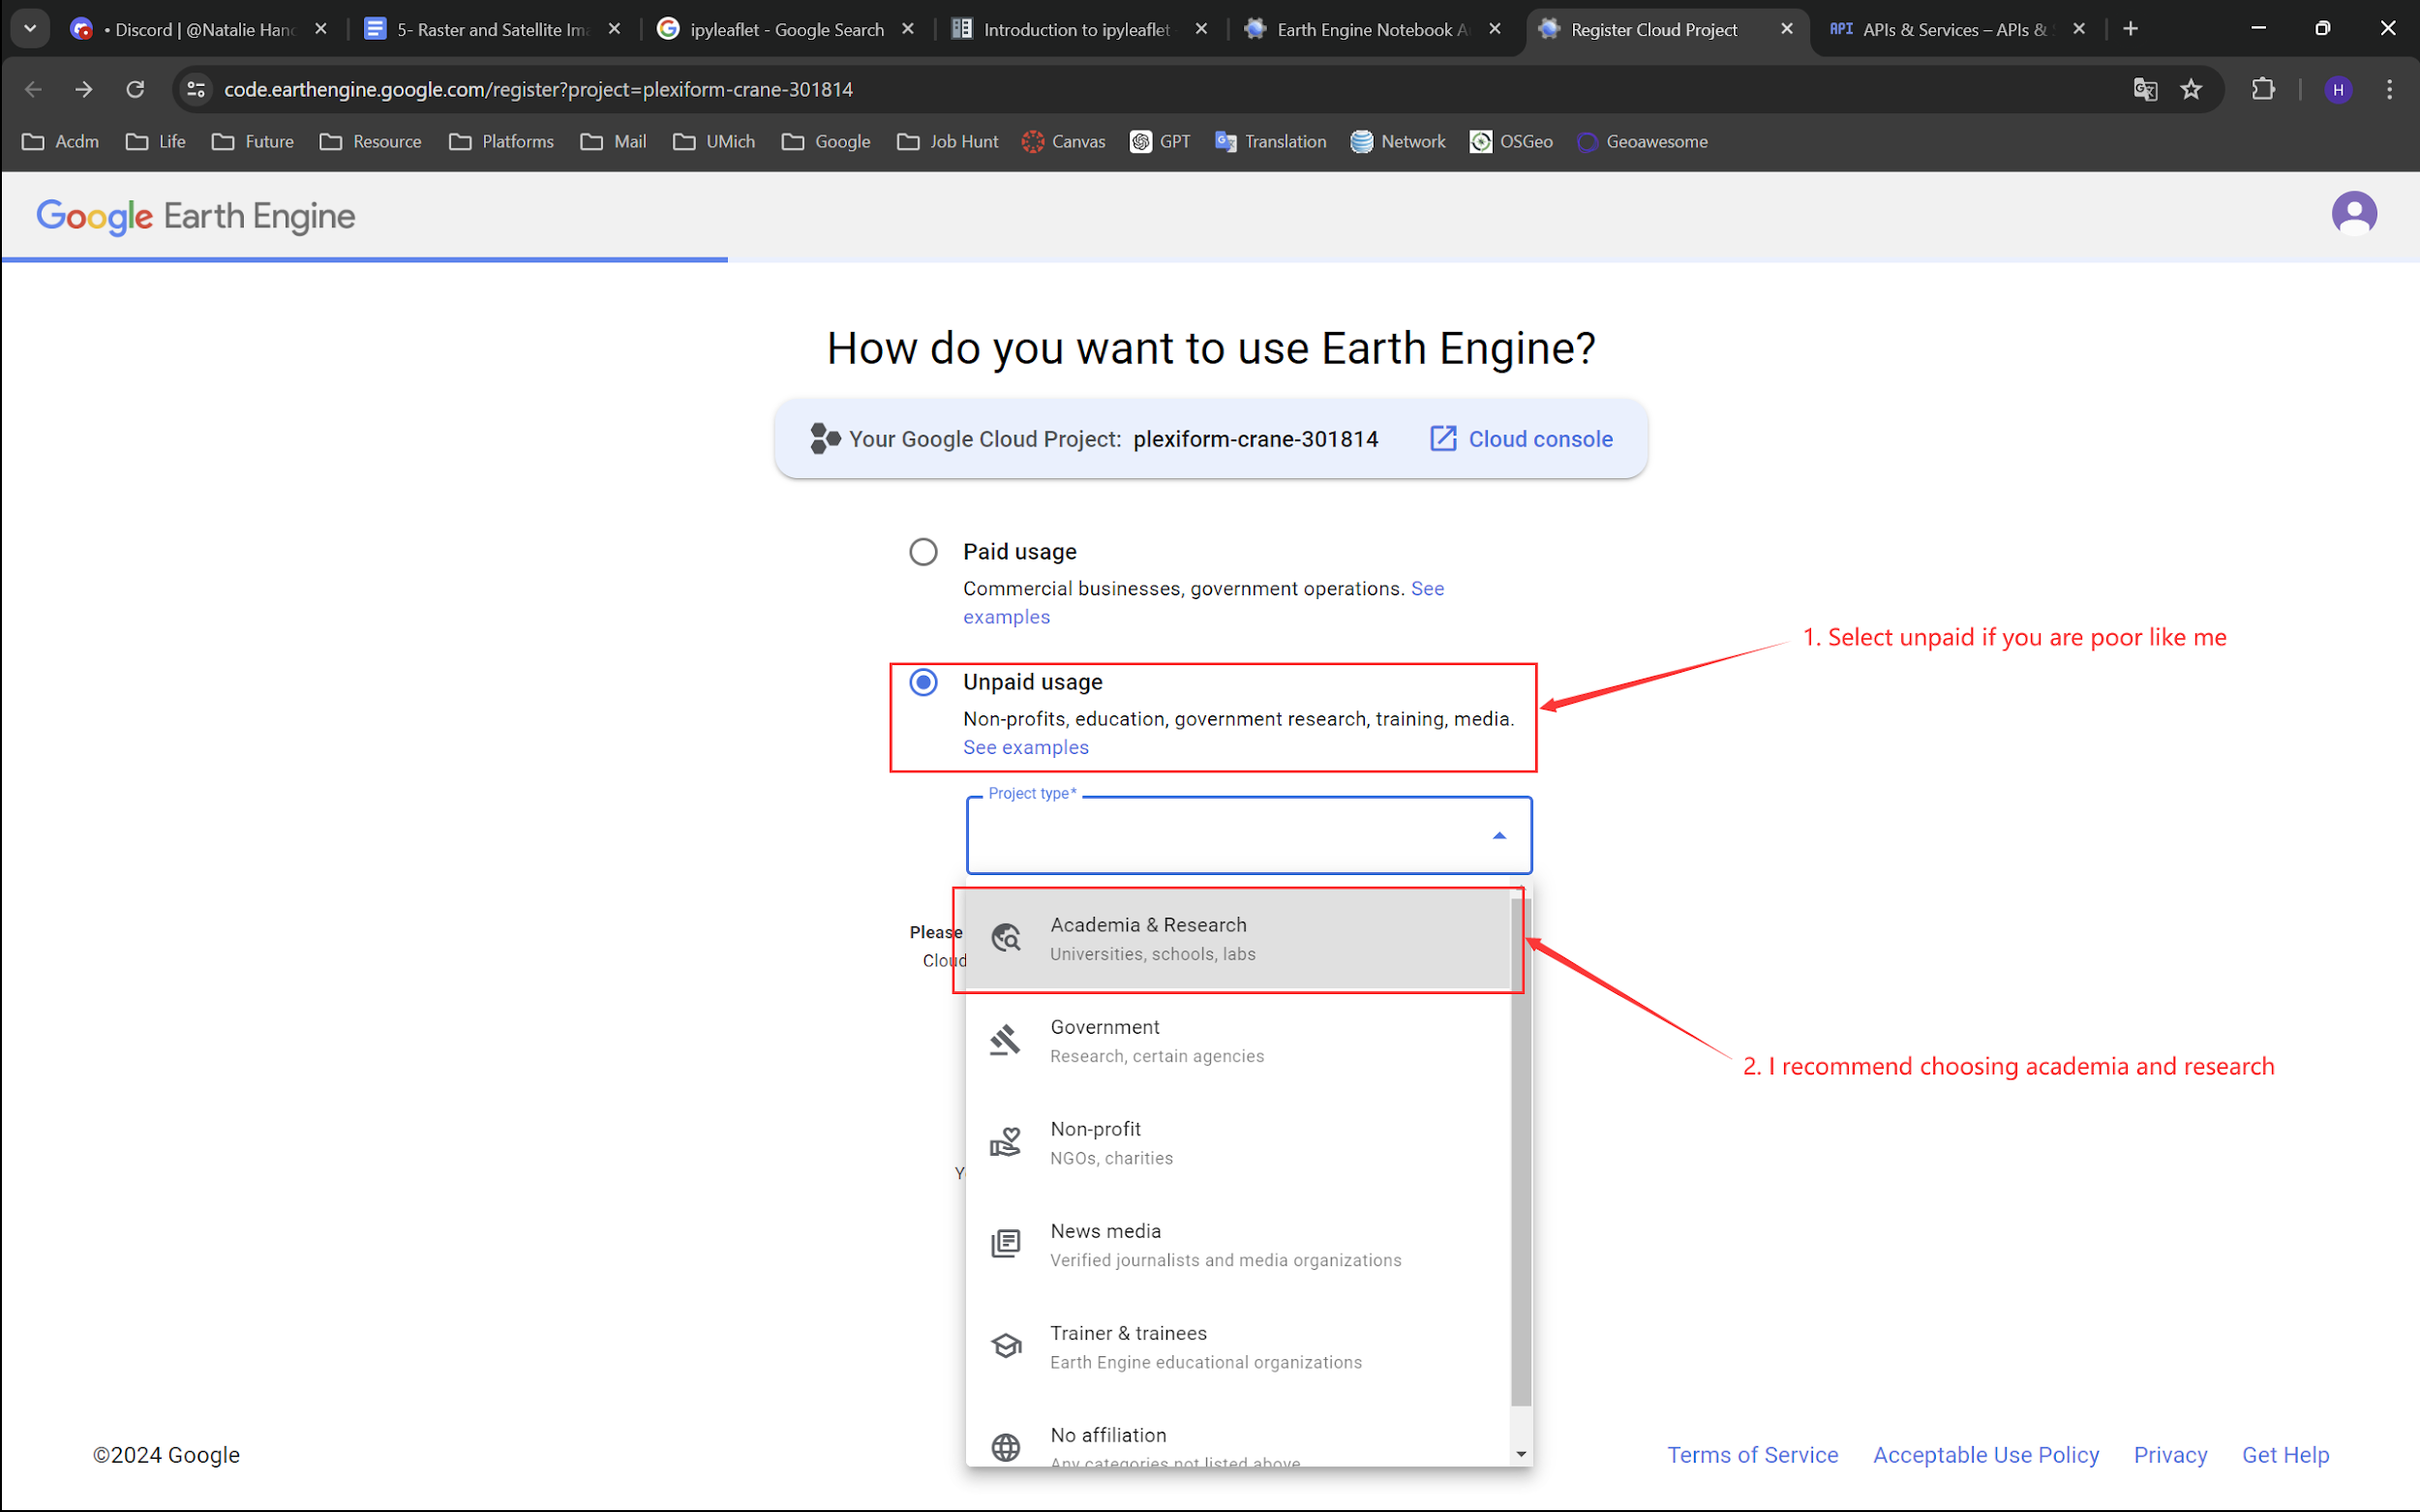 • Discord | @Natalie Hanc
5- Raster and Satellite Ima
ipyleaflet - Google Search
Introduction to ipyleaflet
Earth Engine Notebook A
Register Cloud Project
API APIs & Services – APIs &
code.earthengine.google.com/register?project=plexiform-crane-301814
H
Acdm
Life
Future
Resource
Platforms
Mail
UMich
Google
Job Hunt
Canvas
GPT
Translation
Network
OSGeo
Geoawesome
Google Earth Engine
How do you want to use Earth Engine?
Your Google Cloud Project: plexiform-crane-301814
Cloud console
Paid usage
Commercial businesses, government operations. See
examples
1. Select unpaid if you are poor like me
Unpaid usage
Non-profits, education, government research, training, media.
See examples
Project type*
Please
Cloud
Academia & Research
Universities, schools, labs
Government
Research, certain agencies
2. I recommend choosing academia and research
Non-profit
NGOs, charities
Y
News media
Verified journalists and media organizations
Trainer & trainees
Earth Engine educational organizations
No affiliation
Any categories not listed above
©2024 Google
Terms of Service
Acceptable Use Policy
Privacy
Get Help